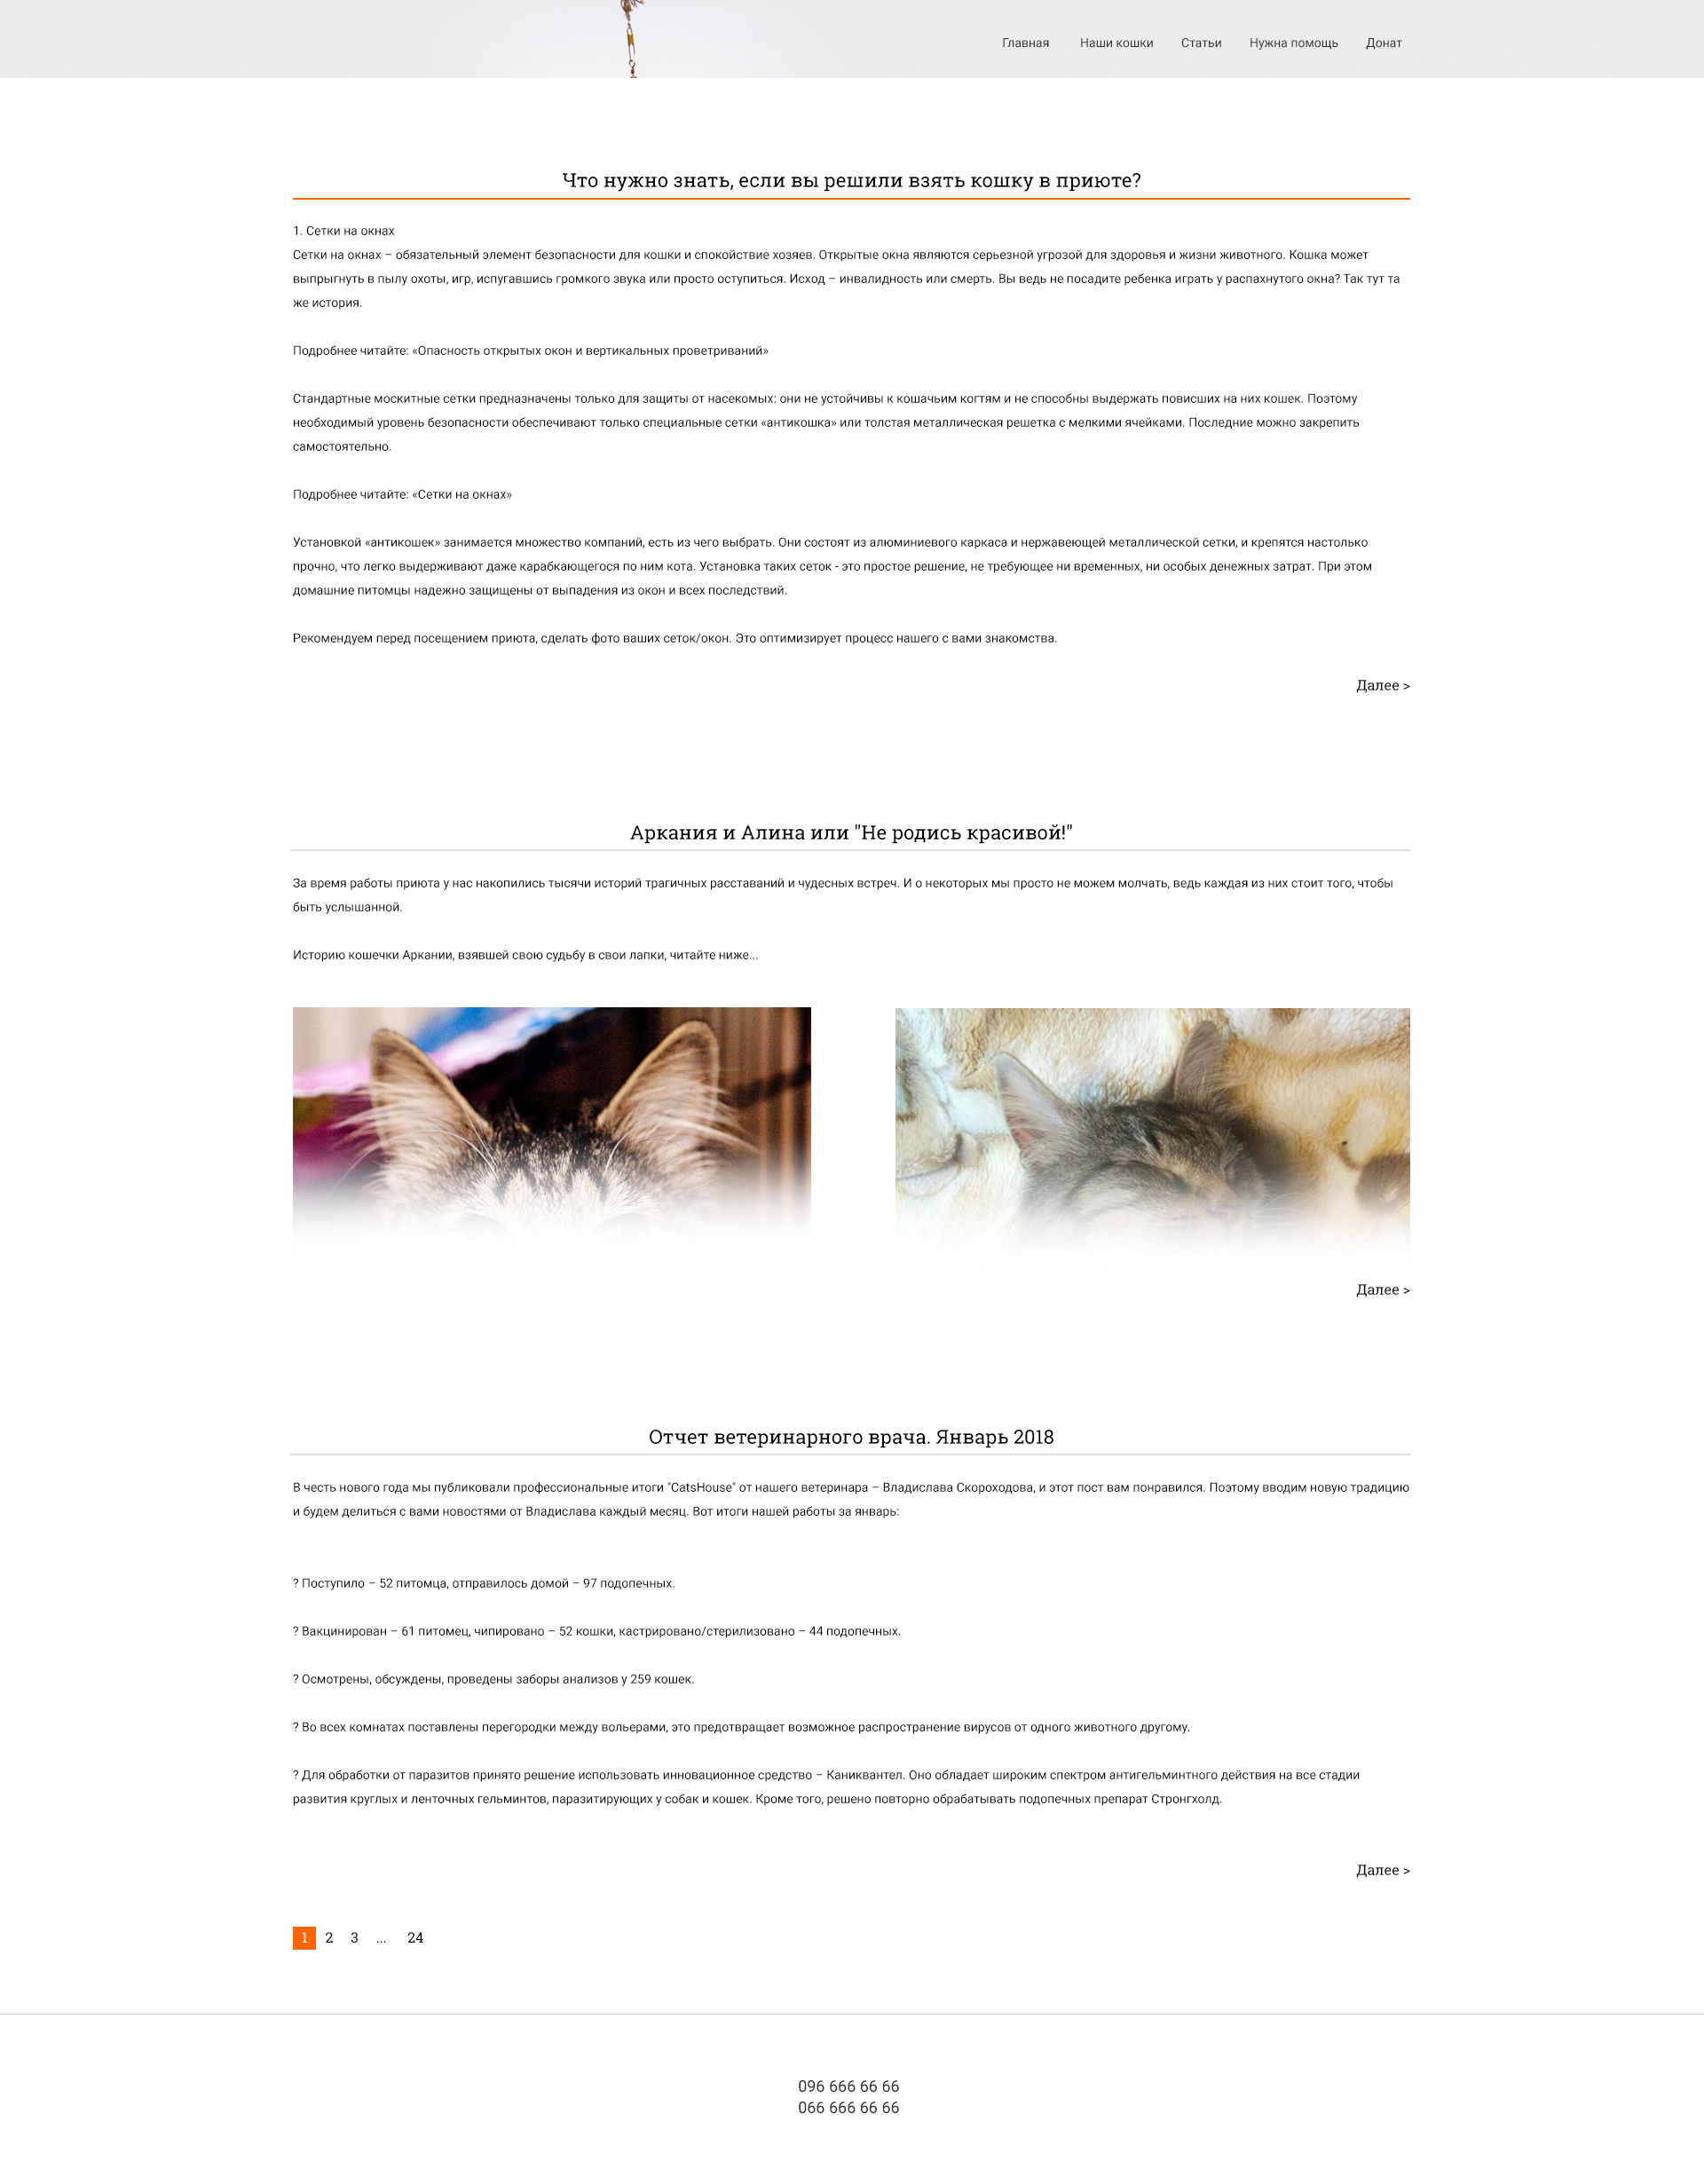 Главная Наши кошки Статьи Нужна помощь Донат
Что нужно знать, если вы решили взять кошку в приюте?
1. Сетки на окнах
Сетки на окнах – обязательный элемент безопасности для кошки и спокойствие хозяев. Открытые окна являются серьезной угрозой для здоровья и жизни животного. Кошка может
выпрыгнуть в пылу охоты, игр, испугавшись громкого звука или просто оступиться. Исход – инвалидность или смерть. Вы ведь не посадите ребенка играть у распахнутого окна? Так тут та
же история.
Подробнее читайте: «Опасность открытых окон и вертикальных проветриваний»
Стандартные москитные сетки предназначены только для защиты от насекомых: они не устойчивы к кошачьим когтям и не способны выдержать повисших на них кошек. Поэтому
необходимый уровень безопасности обеспечивают только специальные сетки «антикошка» или толстая металлическая решетка с мелкими ячейками. Последние можно закрепить
самостоятельно.
Подробнее читайте: «Сетки на окнах»
Установкой «антикошек» занимается множество компаний, есть из чего выбрать. Они состоят из алюминиевого каркаса и нержавеющей металлической сетки, и крепятся настолько
прочно, что легко выдерживают даже карабкающегося по ним кота. Установка таких сеток - это простое решение, не требующее ни временных, ни особых денежных затрат. При этом
домашние питомцы надежно защищены от выпадения из окон и всех последствий.
Рекомендуем перед посещением приюта, сделать фото ваших сеток/окон. Это оптимизирует процесс нашего с вами знакомства.
Далее >
Аркания и Алина или "Не родись красивой!"
За время работы приюта у нас накопились тысячи историй трагичных расставаний и чудесных встреч. И о некоторых мы просто не можем молчать, ведь каждая из них стоит того, чтобы
быть услышанной.
Историю кошечки Аркании, взявшей свою судьбу в свои лапки, читайте ниже...
Далее >
Отчет ветеринарного врача. Январь 2018
В честь нового года мы публиковали профессиональные итоги "CatsHouse" от нашего ветеринара – Владислава Скороходова, и этот пост вам понравился. Поэтому вводим новую традицию
и будем делиться с вами новостями от Владислава каждый месяц. Вот итоги нашей работы за январь:
? Поступило – 52 питомца, отправилось домой – 97 подопечных.
? Вакцинирован – 61 питомец, чипировано – 52 кошки, кастрировано/стерилизовано – 44 подопечных.
? Осмотрены, обсуждены, проведены заборы анализов у 259 кошек.
? Во всех комнатах поставлены перегородки между вольерами, это предотвращает возможное распространение вирусов от одного животного другому.
? Для обработки от паразитов принято решение использовать инновационное средство – Каниквантел. Оно обладает широким спектром антигельминтного действия на все стадии
развития круглых и ленточных гельминтов, паразитирующих у собак и кошек. Кроме того, решено повторно обрабатывать подопечных препарат Стронгхолд.
Далее >
1 2 3 ... 24
096 666 66 66
066 666 66 66